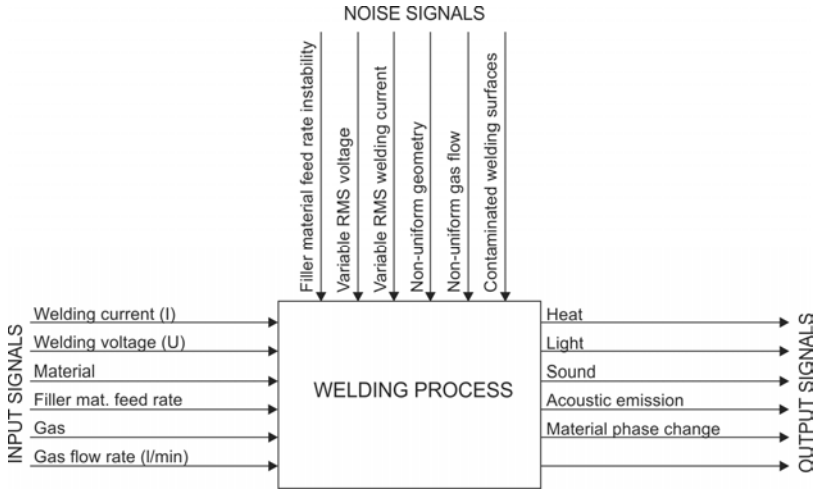 NOISE SIGNALS
Filler material feed rate instability
Variable RMS voltage
Variable RMS welding current
Non-uniform geometry
Non-uniform gas flow
Contaminated welding surfaces
INPUT SIGNALS
Welding current (I)
Welding voltage (U)
Material
Filler mat. feed rate
Gas
Gas flow rate (l/min)
WELDING PROCESS
Heat
Light
Sound
Acoustic emission
Material phase change
OUTPUT SIGNALS